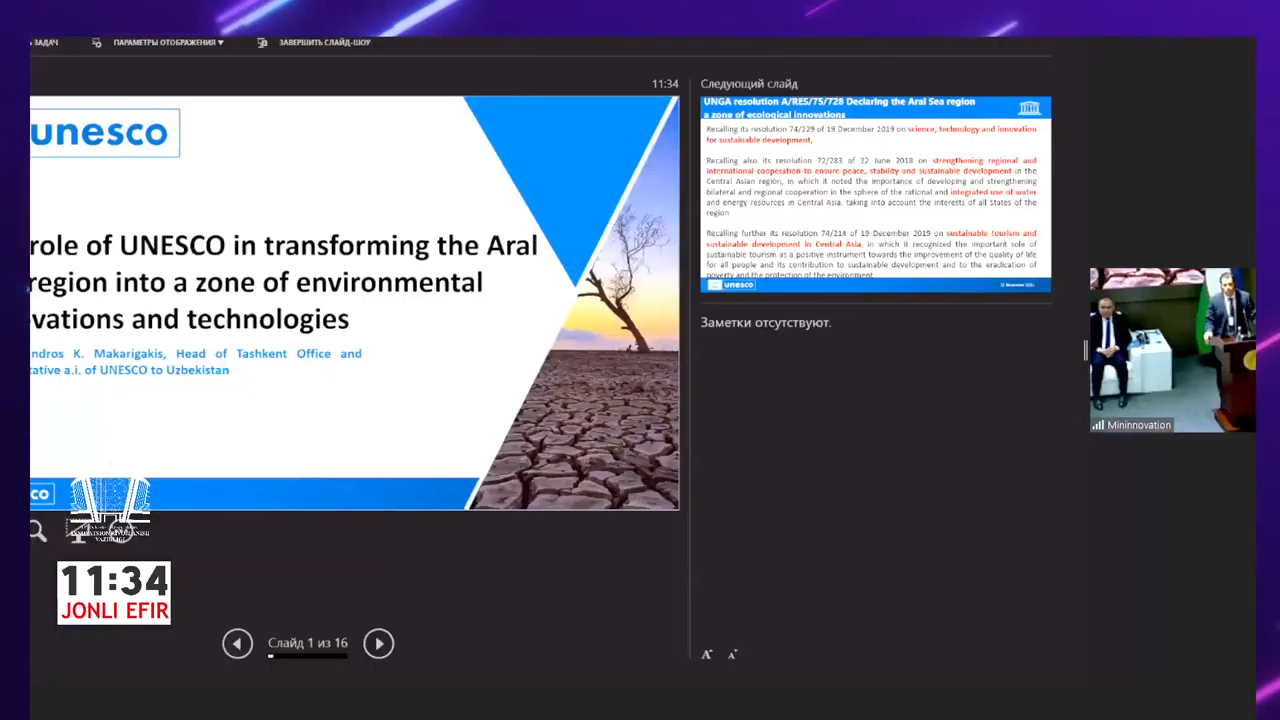 ЗАДАЧ
ПАРАМЕТРЫ ОТОБРАЖЕНИЯ ▾
ЗАВЕРШИТЬ СЛАЙД-ШОУ
11:34
unesco
role of UNESCO in transforming the Aral
region into a zone of environmental
vations and technologies
ndros K. Makarigakis, Head of Tashkent Office and
tative a.i. of UNESCO to Uzbekistan
co
VAZIRLIGI
11:34
JONLI EFIR
Слайд 1 из 16
Следующий слайд
UNGA resolution A/RES/75/728 Declaring the Aral Sea region
a zone of ecological innovations
Recalling its resolution 74/229 of 19 December 2019 on science, technology and innovation
for sustainable development,
Recalling also its resolution 72/283 of 22 June 2018 on strengthening regional and
international cooperation to ensure peace, stability and sustainable development in the
Central Asian region, in which it noted the importance of developing and strengthening
bilateral and regional cooperation in the sphere of the rational and integrated use of water
and energy resources in Central Asia, taking into account the interests of all States of the
region
Recalling further its resolution 74/214 of 19 December 2019 on sustainable tourism and
sustainable development in Central Asia, in which it recognized the important role of
sustainable tourism as a positive instrument towards the improvement of the quality of life
for all people and its contribution to sustainable development and to the eradication of
poverty and the protection of the environment
unesco
Заметки отсутствуют.
Mininnovation